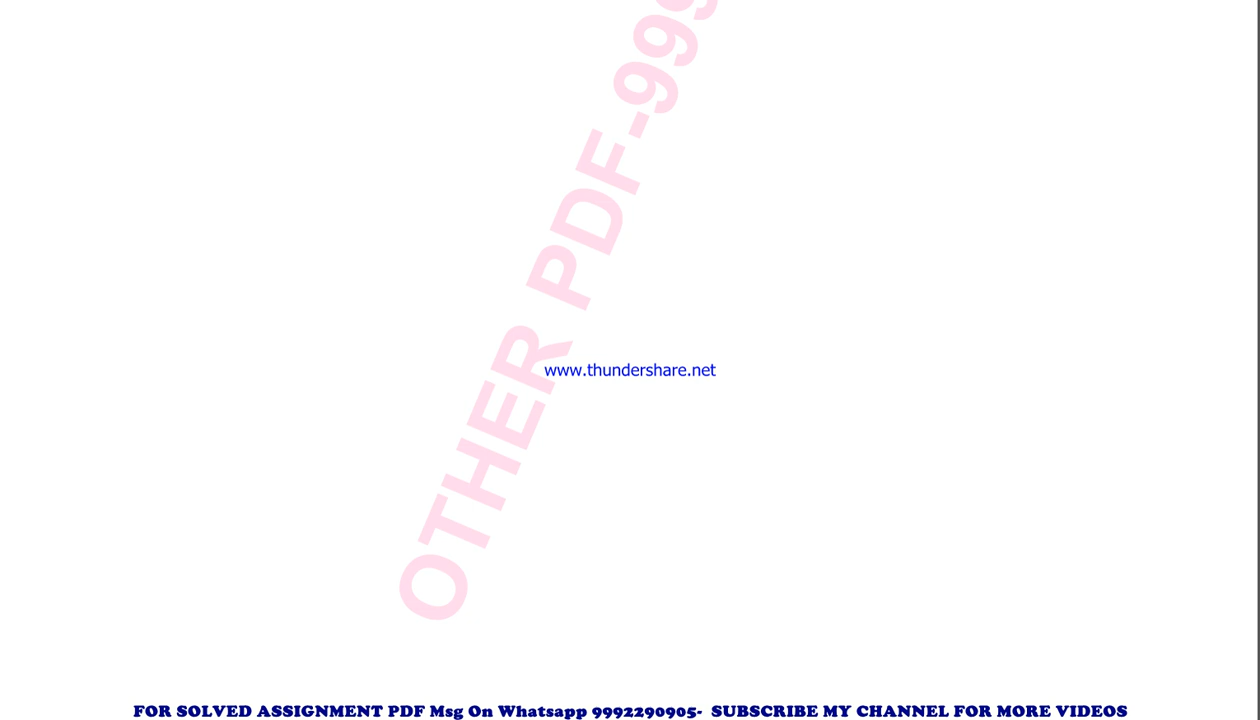 OTHER PDF-999
www.thundershare.net
FOR SOLVED ASSIGNMENT PDF Msg On Whatsapp 9992290905- SUBSCRIBE MY CHANNEL FOR MORE VIDEOS